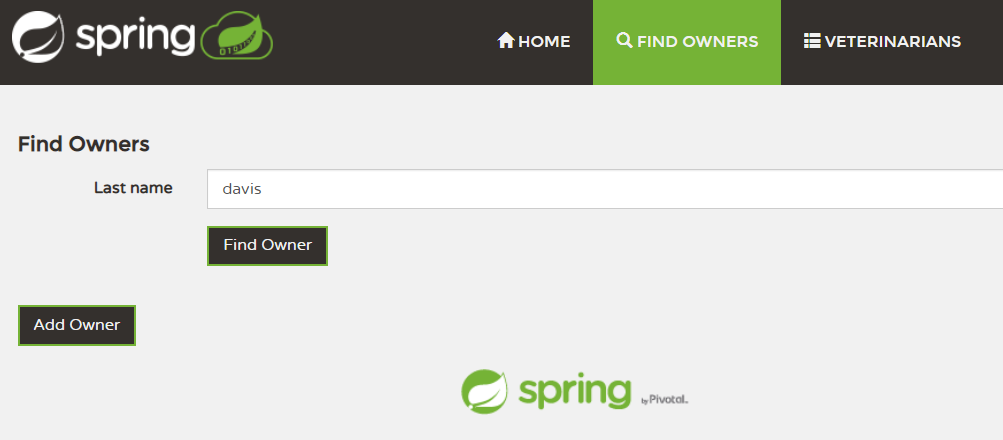 spring
HOME
FIND OWNERS
VETERINARIANS
Find Owners
Last name
davis
Find Owner
Add Owner
spring by Pivotal